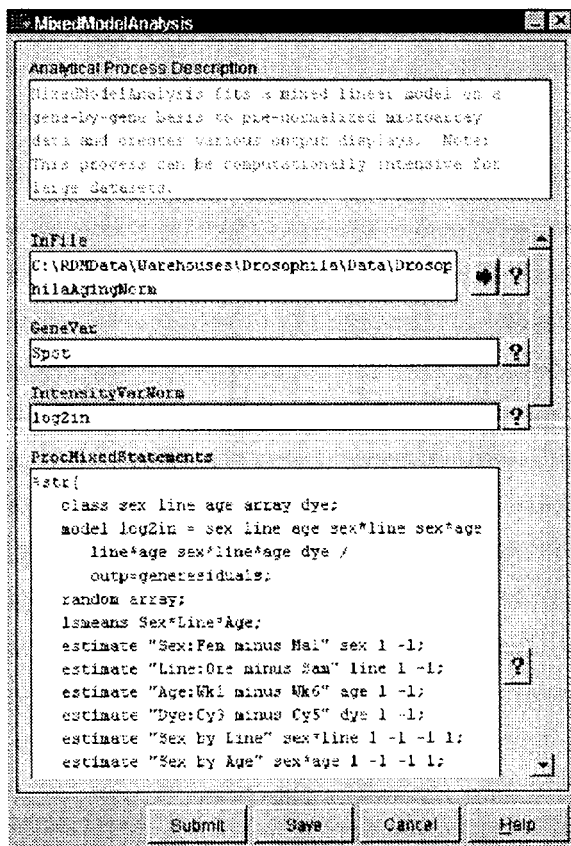 MixedModelAnalysis
Analytical Process Description
MixedModelAnalysis fits a mixed linear model on a
gene-by-gene basis to pre-normalized microarray
data and creates various output displays. Note:
This process can be computationally intensive for
large datasets.
InFile
C:\RDMData\Warehouses\Drosophila\Data\Drosop
hilaAgingNorm
?
GeneVar
Spot
?
IntensityVarNorm
log2in
?
ProcMixedStatements
%str(
class sex line age array dye;
model log2in = sex line age sex*line sex*age
line*age sex*line*age dye /
outp=generesiduals;
random array;
lsmeans Sex*Line*Age;
estimate "Sex:Fem minus Mal" sex 1 -1;
estimate "Line:Ore minus Sam" line 1 -1;
?
estimate "Age:Wk1 minus Wk6" age 1 -1;
estimate "Dye:Cy3 minus Cy5" dye 1 -1;
estimate "Sex by Line" sex*line 1 -1 -1 1;
estimate "Sex by Age" sex*age 1 -1 -1 1;
Submit
Save
Cancel
Help